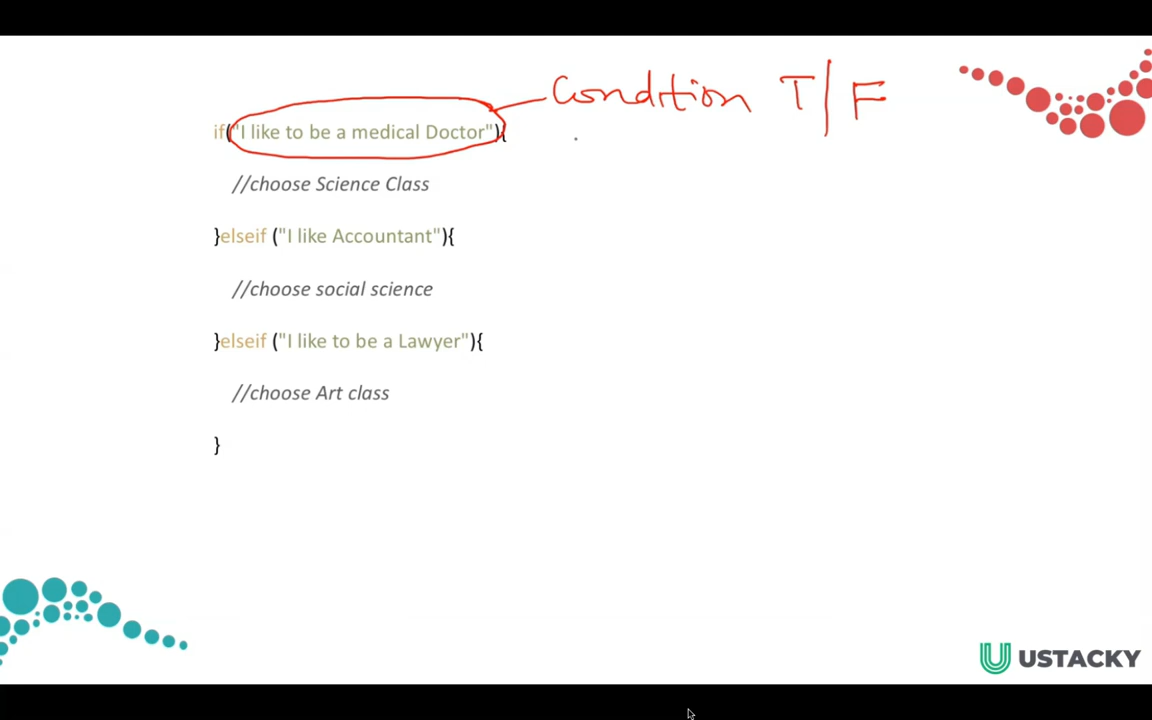 Condition T/F
if("I like to be a medical Doctor"){
//choose Science Class
}elseif ("I like Accountant"){
//choose social science
}elseif ("I like to be a Lawyer"){
//choose Art class
}
USTACKY